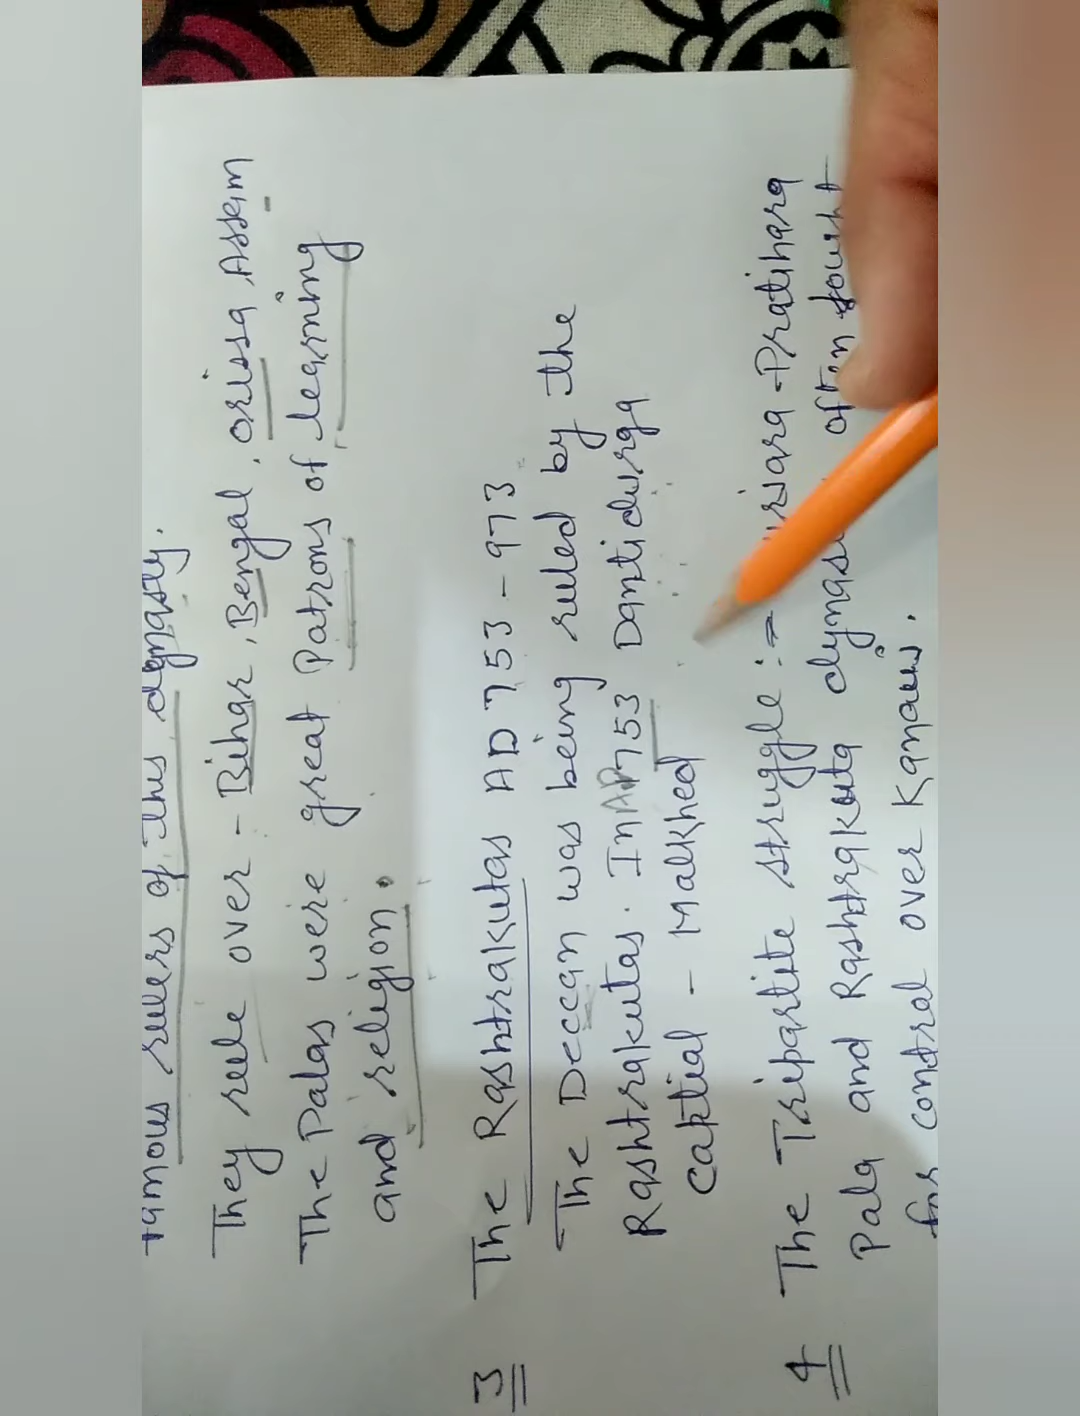 famous rulers of this dynasty.
They rule over - Bihar, Bengal, orissa, Assam
The Palas were great Patrons of learning
and religion.
3 The Rashtrakutas AD 753 - 973
The Deccan was being ruled by the
Rashtrakutas. In AD 753 Dantidurga
Captial - Malkhed
4 The Tripartite struggle :- Pratihara
Pala and Rashtrakuta often fought
for control over Kanauj.